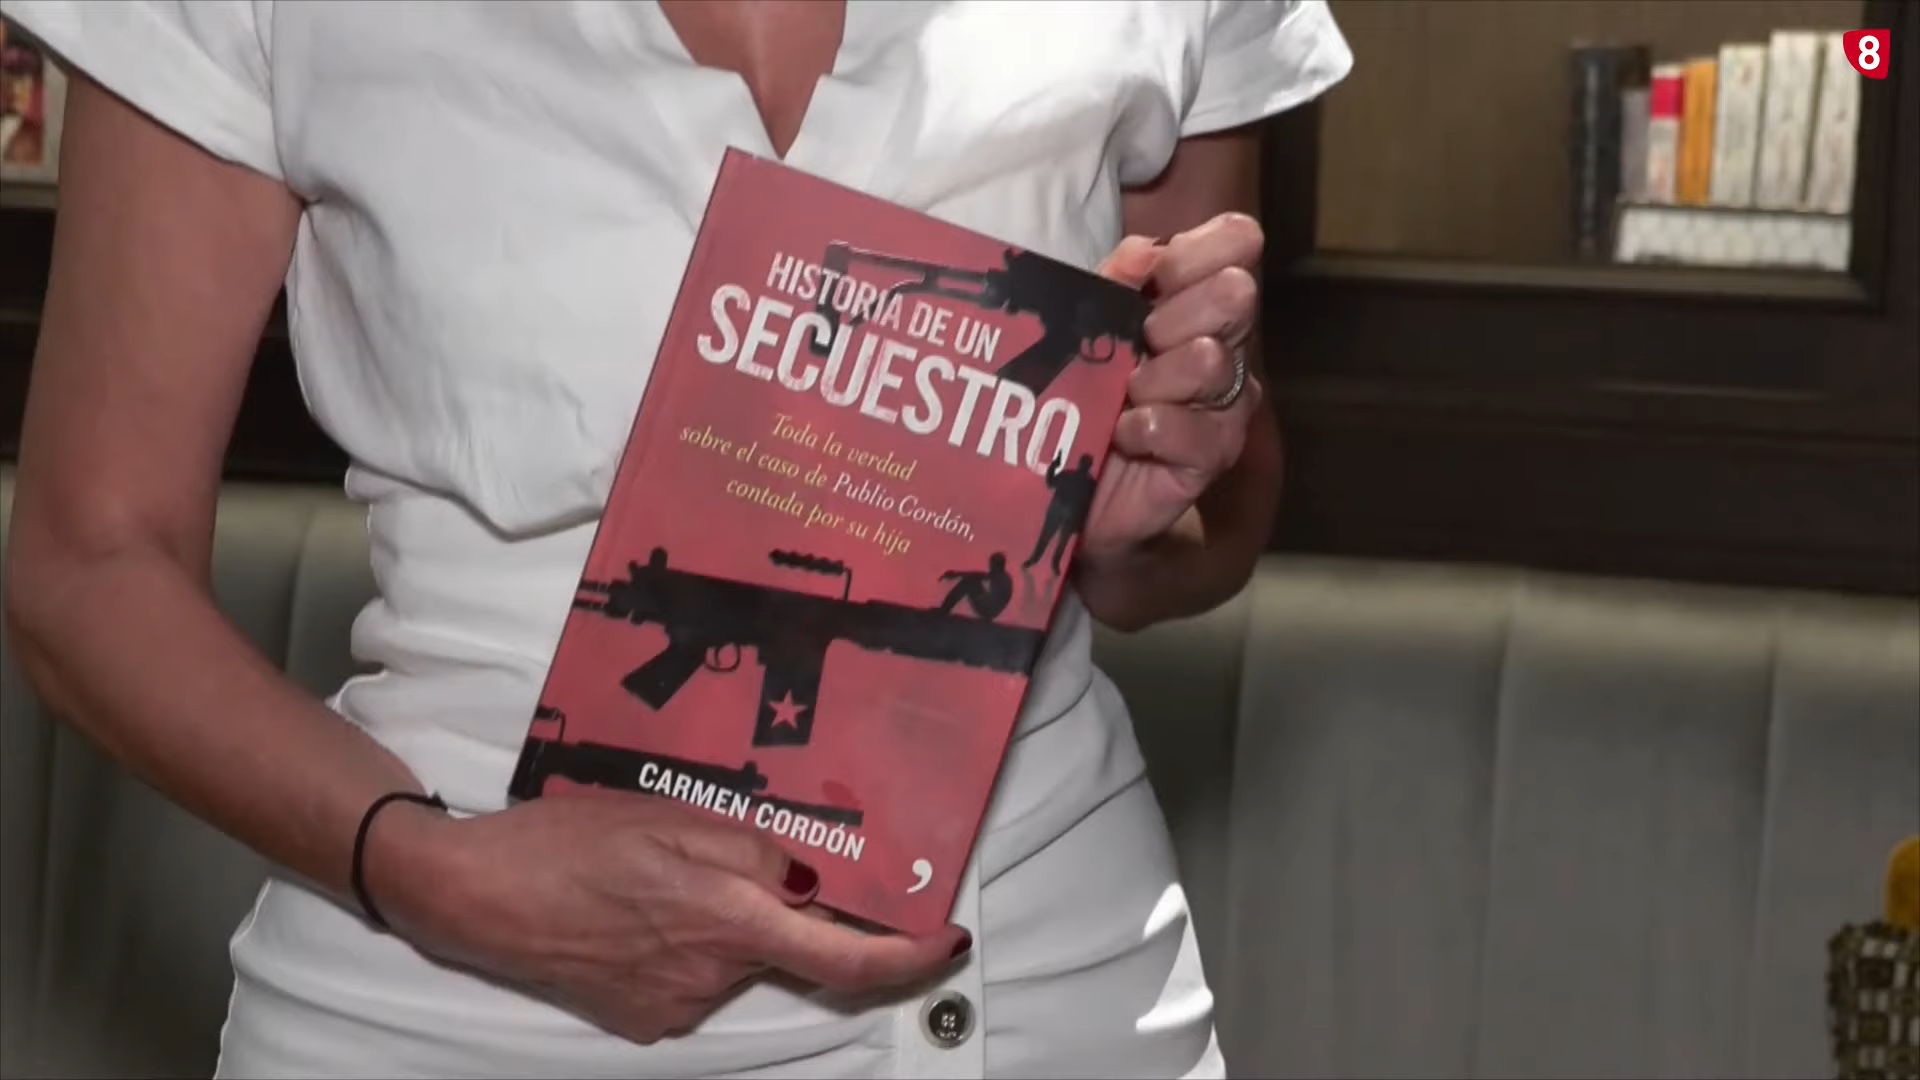 8
HISTORIA DE UN
SECUESTRO
Toda la verdad
sobre el caso de Publio Cordón,
contada por su hija
CARMEN CORDÓN